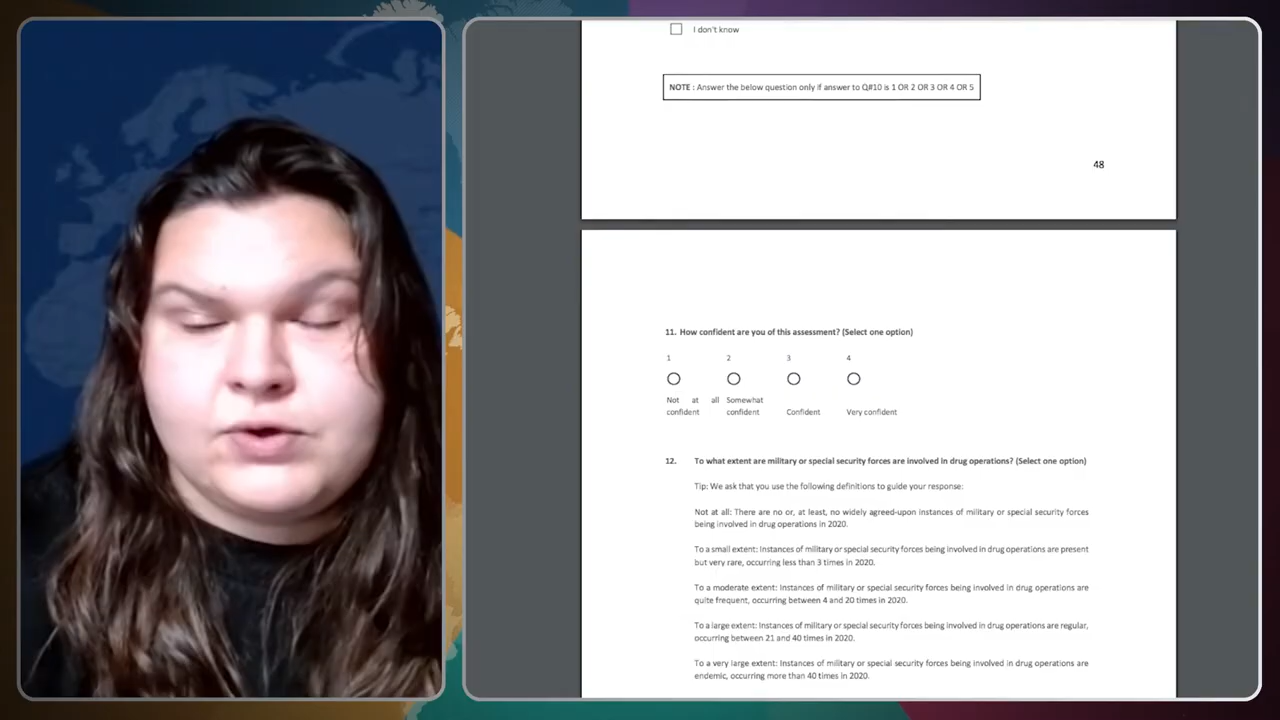 I don't know
NOTE : Answer the below question only if answer to Q#10 is 1 OR 2 OR 3 OR 4 OR 5
48
11. How confident are you of this assessment? (Select one option)
1 2 3 4
Not at all confident Somewhat confident Confident Very confident
12. To what extent are military or special security forces are involved in drug operations? (Select one option)
Tip: We ask that you use the following definitions to guide your response:
Not at all: There are no or, at least, no widely agreed-upon instances of military or special security forces
being involved in drug operations in 2020.
To a small extent: Instances of military or special security forces being involved in drug operations are present
but very rare, occurring less than 3 times in 2020.
To a moderate extent: Instances of military or special security forces being involved in drug operations are
quite frequent, occurring between 4 and 20 times in 2020.
To a large extent: Instances of military or special security forces being involved in drug operations are regular,
occurring between 21 and 40 times in 2020.
To a very large extent: Instances of military or special security forces being involved in drug operations are
endemic, occurring more than 40 times in 2020.